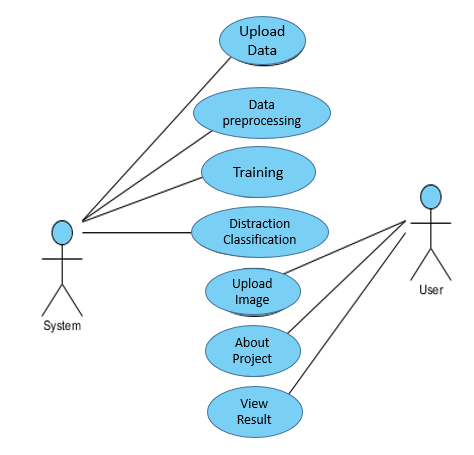 Upload
Data
Data
preprocessing
Training
Distraction
Classification
Upload
Image
About
Project
View
Result
System
User